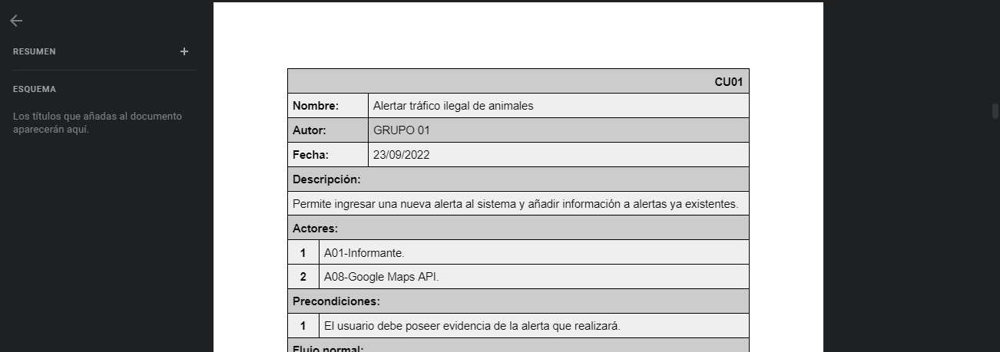 RESUMEN
ESQUEMA
Los títulos que añadas al documento
aparecerán aquí.
CU01
Nombre: Alertar tráfico ilegal de animales
Autor: GRUPO 01
Fecha: 23/09/2022
Descripción:
Permite ingresar una nueva alerta al sistema y añadir información a alertas ya existentes.
Actores:
1 A01-Informante.
2 A08-Google Maps API.
Precondiciones:
1 El usuario debe poseer evidencia de la alerta que realizará.
Flujo normal: